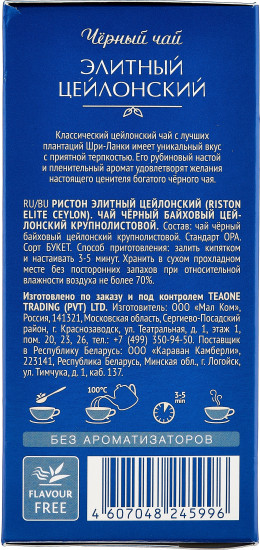 Чёрный чай
ЭЛИТНЫЙ
ЦЕЙЛОНСКИЙ
Классический цейлонский чай с лучших
плантаций Шри-Ланки имеет уникальный вкус
с приятной терпкостью. Его рубиновый настой
и пленительный аромат удовлетворят желания
настоящего ценителя богатого чёрного чая.
RU/BU РИСТОН ЭЛИТНЫЙ ЦЕЙЛОНСКИЙ (RISTON
ELITE CEYLON). ЧАЙ ЧЁРНЫЙ БАЙХОВЫЙ ЦЕЙ-
ЛОНСКИЙ КРУПНОЛИСТОВОЙ. Состав: чай чёрный
байховый цейлонский крупнолистовой. Стандарт OPA.
Сорт БУКЕТ. Способ приготовления: залить кипятком
и настаивать 3-5 минут. Хранить в сухом прохладном
месте без посторонних запахов при относительной
влажности воздуха не более 70%.
Изготовлено по заказу и под контролем TEAONE
TRADING (PVT) LTD. Изготовитель: ООО «Мал Ком»,
Россия, 141321, Московская область, Сергиево-Посадский
район, г. Краснозаводск, ул. Театральная, д. 1, этаж 1,
пом. 20, 23, 26, тел.: +7 (499) 350-94-50. Поставщик
в Республику Беларусь: ООО «Караван Камберли»,
223141, Республика Беларусь, Минская обл., г. Логойск,
ул. Тимчука, д. 1, каб. 137.
100°C
3-5
мин
БЕЗ АРОМАТИЗАТОРОВ
FLAVOUR
FREE
4 607048 245996